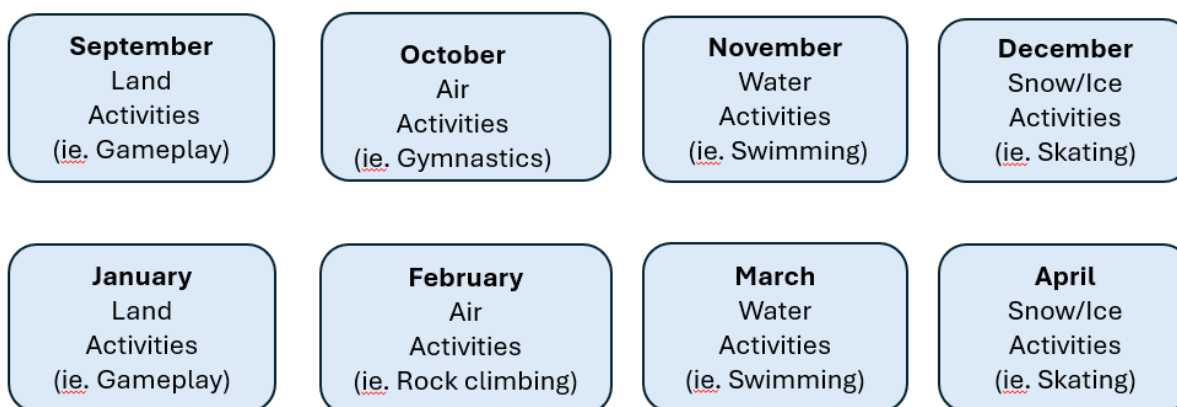 September
Land
Activities
(ie. Gameplay)
October
Air
Activities
(ie. Gymnastics)
November
Water
Activities
(ie. Swimming)
December
Snow/Ice
Activities
(ie. Skating)
January
Land
Activities
(ie. Gameplay)
February
Air
Activities
(ie. Rock climbing)
March
Water
Activities
(ie. Swimming)
April
Snow/Ice
Activities
(ie. Skating)